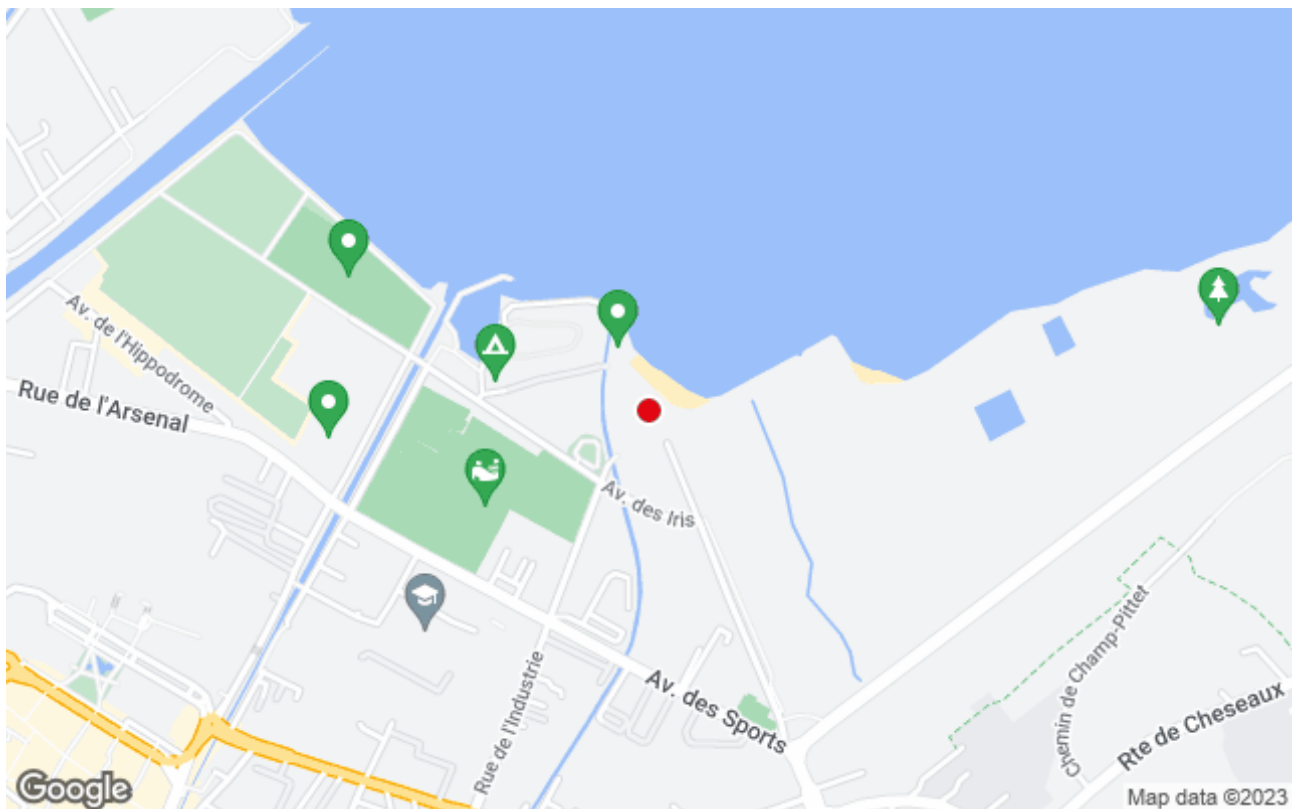 Av. de l'Hippodrome
Rue de l'Arsenal
Av. des Iris
Av. des Sports
Rue de l'Industrie
Chemin de Champ-Pittet
Rte de Cheseaux
Google
Map data ©2023